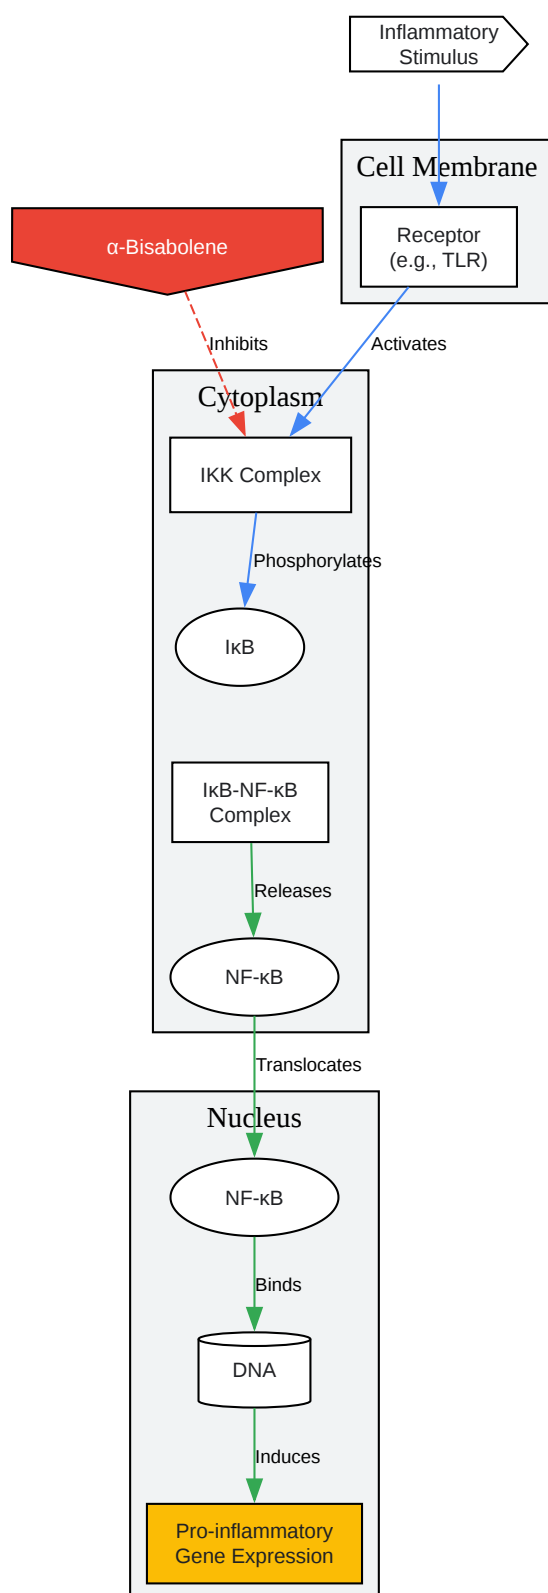 Inflammatory
Stimulus
Cell Membrane
Receptor
(e.g., TLR)
α-Bisabolene
Inhibits
Activates
Cytoplasm
IKK Complex
Phosphorylates
IκB
IκB-NF-κB
Complex
Releases
NF-κB
Translocates
Nucleus
NF-κB
Binds
DNA
Induces
Pro-inflammatory
Gene Expression